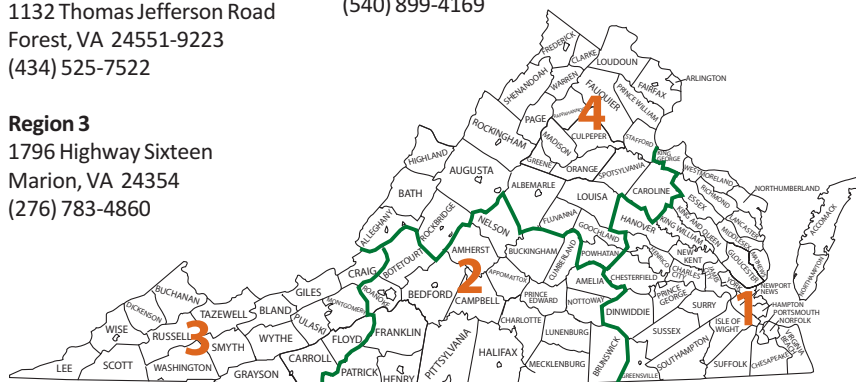 1132 Thomas Jefferson Road
Forest, VA 24551-9223
(434) 525-7522
(540) 899-4169
Region 3
1796 Highway Sixteen
Marion, VA 24354
(276) 783-4860
FREDERICK
CLARKE
LOUDOUN
SHENANDOAH
WARREN
FAUQUIER
FAIRFAX
ARLINGTON
PRINCE WILLIAM
PAGE
RAPPAHANNOCK
4
CULPEPER
ROCKINGHAM
MADISON
STAFFORD
KING GEORGE
HIGHLAND
GREENE
ORANGE
SPOTSYLVANIA
WESTMORELAND
AUGUSTA
CAROLINE
ESSEX
RICHMOND
NORTHUMBERLAND
BATH
ALBEMARLE
LOUISA
ACCOMACK
ROCKBRIDGE
NELSON
FLUVANNA
GOOCHLAND
HANOVER
KING WILLIAM
KING AND QUEEN
LANCASTER
MIDDLESEX
ALLEGHANY
AMHERST
BUCKINGHAM
CUMBERLAND
POWHATAN
HENRICO
NEW KENT
GLOUCESTER
MATHEWS
NORTHAMPTON
CRAIG
BOTETOURT
2
APPOMATTOX
AMELIA
CHESTERFIELD
CHARLES CITY
JAMES
YORK
NEWPORT NEWS
ROANOKE
BEDFORD
CAMPBELL
PRINCE EDWARD
NOTTOWAY
PRINCE GEORGE
SURRY
1
HAMPTON
PORTSMOUTH
NORFOLK
BUCHANAN
GILES
MONTGOMERY
DINWIDDIE
ISLE OF WIGHT
VIRGINIA BEACH
DICKENSON
TAZEWELL
BLAND
PULASKI
FLOYD
FRANKLIN
CHARLOTTE
LUNENBURG
SUSSEX
WISE
RUSSELL
3
SMYTH
WYTHE
CARROLL
PITTSYLVANIA
HALIFAX
MECKLENBURG
BRUNSWICK
SOUTHAMPTON
SUFFOLK
CHESAPEAKE
LEE
SCOTT
WASHINGTON
GRAYSON
PATRICK
HENRY
GREENSVILLE